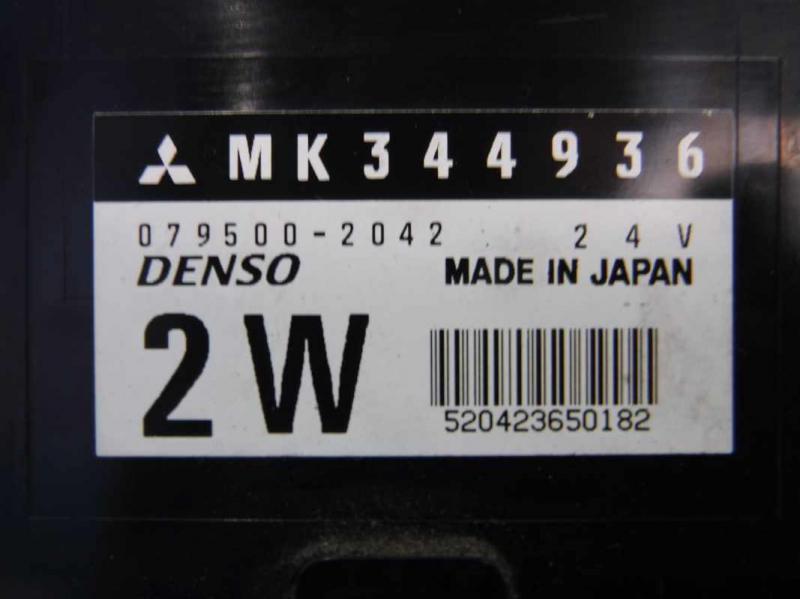 MK344936
079500-2042 24V
DENSO MADE IN JAPAN
2W
520423650182